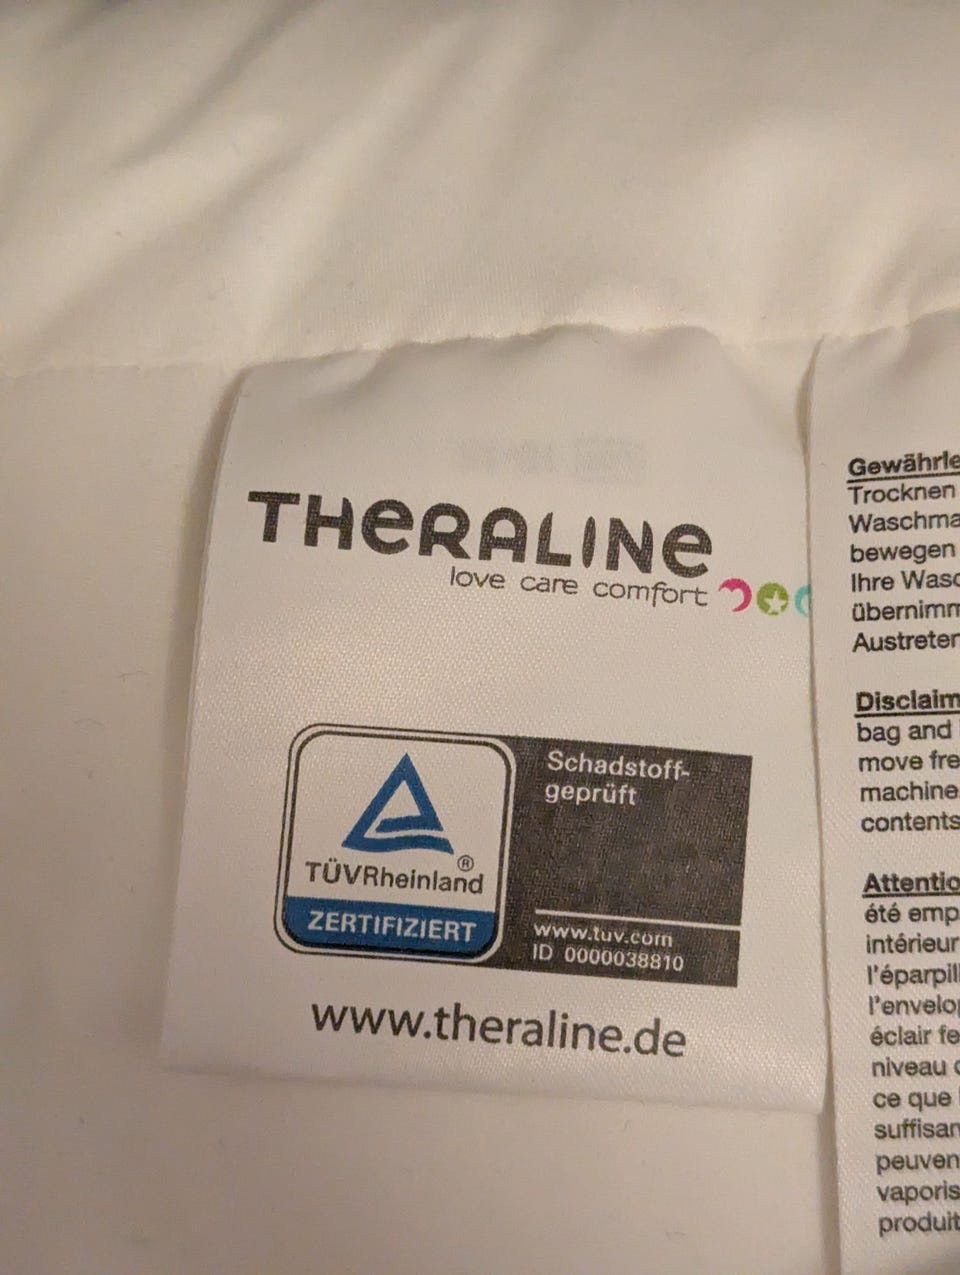 THERALINE
love care comfort
Schadstoff-
geprüft
TÜVRheinland®
ZERTIFIZIERT
www.tuv.com
ID 0000038810
www.theraline.de
Gewährle
Trocknen
Waschma
bewegen
Ihre Wasc
übernimm
Austreten
Disclaim
bag and
move fre
machine
contents
Attentio
été emp
intérieur
l'éparpil
l'envelop
éclair fe
niveau
ce que
suffisan
peuven
vaporis
produit